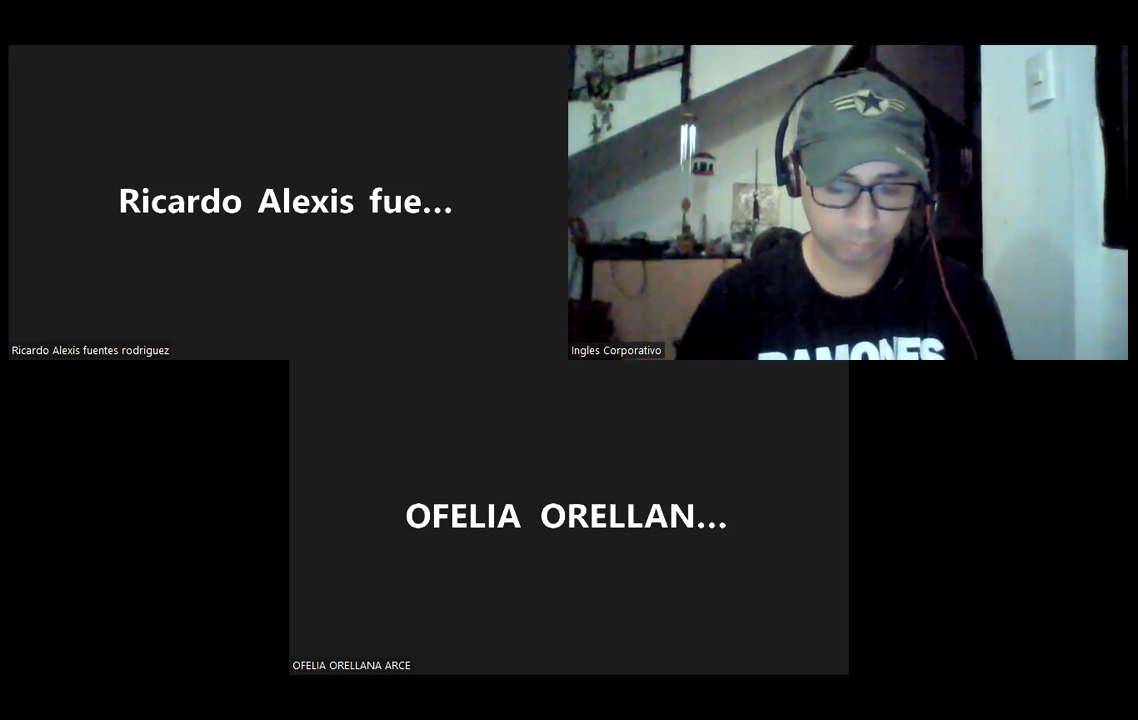 Ricardo Alexis fue...
Ricardo Alexis fuentes rodriguez
RAMONES
Ingles Corporativo
OFELIA ORELLAN...
OFELIA ORELLANA ARCE